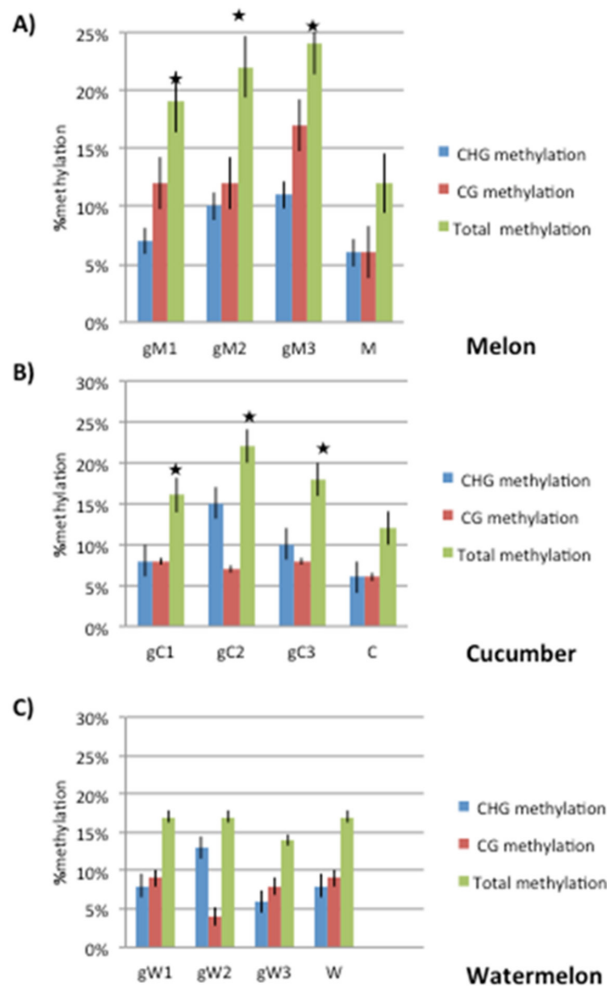 A)
%methylation
25%
20%
15%
10%
5%
0%
gM1 gM2 gM3 M
CHG methylation
CG methylation
Total methylation
Melon
B)
%methylation
30%
25%
20%
15%
10%
5%
0%
gC1 gC2 gC3 C
CHG methylation
CG methylation
Total methylation
Cucumber
C)
%methylation
30%
25%
20%
15%
10%
5%
0%
gW1 gW2 gW3 W
CHG methylation
CG methylation
Total methylation
Watermelon